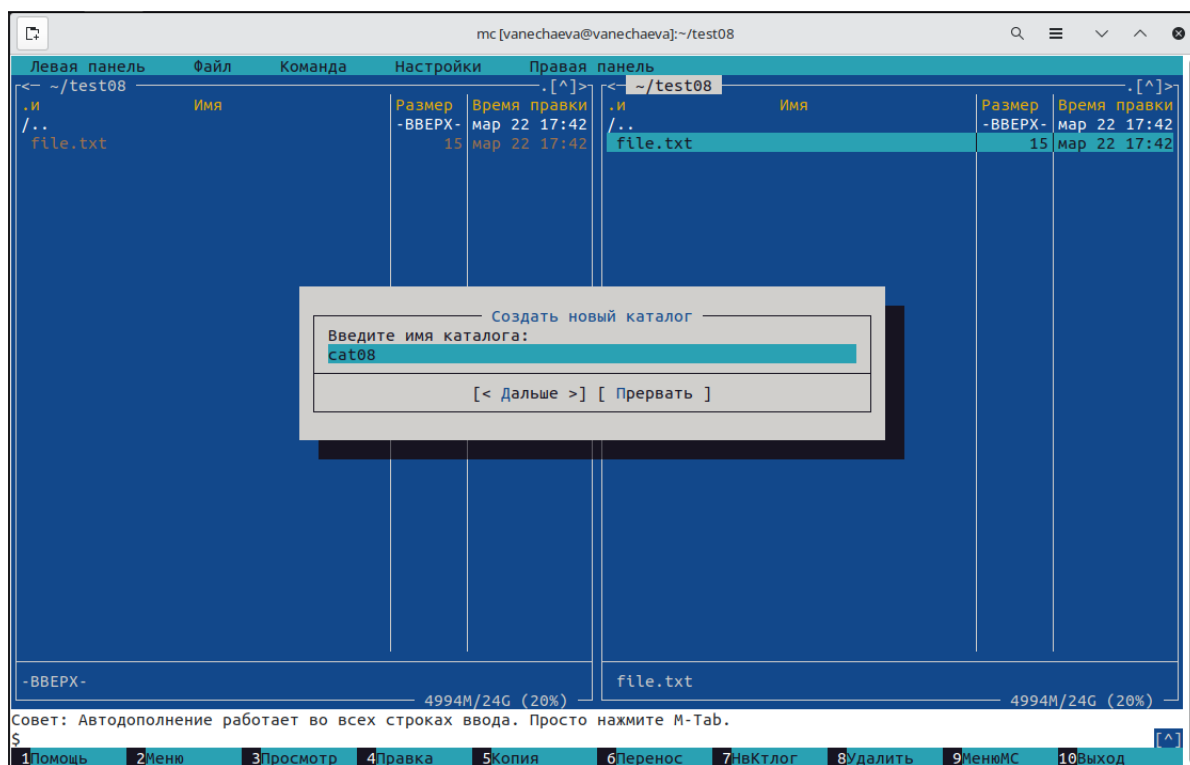 mc [vanechaeva@vanechaeva]:~/test08
Левая панель Файл Команда Настройки Правая панель
<— ~/test08 .[^]> <— ~/test08 .[^]>
.и Имя Размер Время правки .и Имя Размер Время правки
/.. -ВВЕРХ- мар 22 17:42 /.. -ВВЕРХ- мар 22 17:42
file.txt 15 мар 22 17:42 file.txt 15 мар 22 17:42
Создать новый каталог
Введите имя каталога:
cat08
[< Дальше >] [ Прервать ]
-ВВЕРХ- file.txt
4994M/24G (20%) 4994M/24G (20%)
Совет: Автодополнение работает во всех строках ввода. Просто нажмите M-Tab.
$ [^]
1Помощь 2Меню 3Просмотр 4Правка 5Копия 6Перенос 7НвКтлог 8Удалить 9МенюMC 10Выход